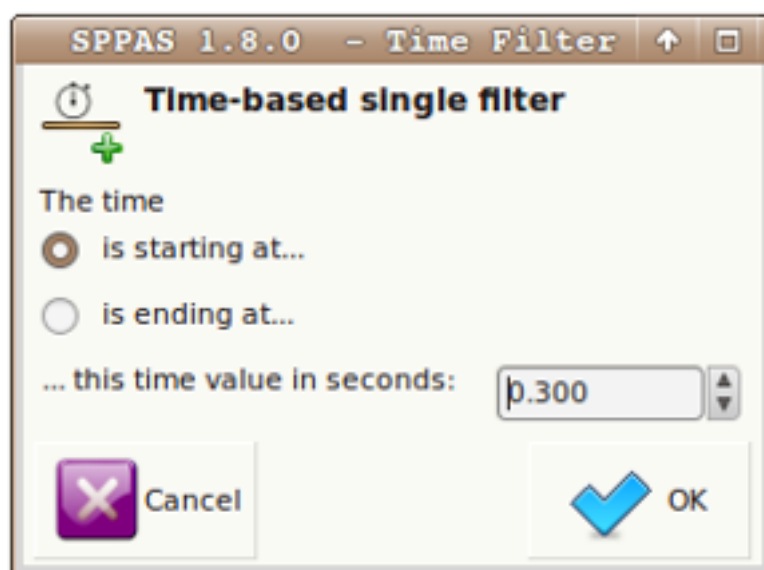 SPPAS 1.8.0 - Time Filter
Time-based single filter
The time
is starting at...
is ending at...
... this time value in seconds: 0.300
Cancel OK